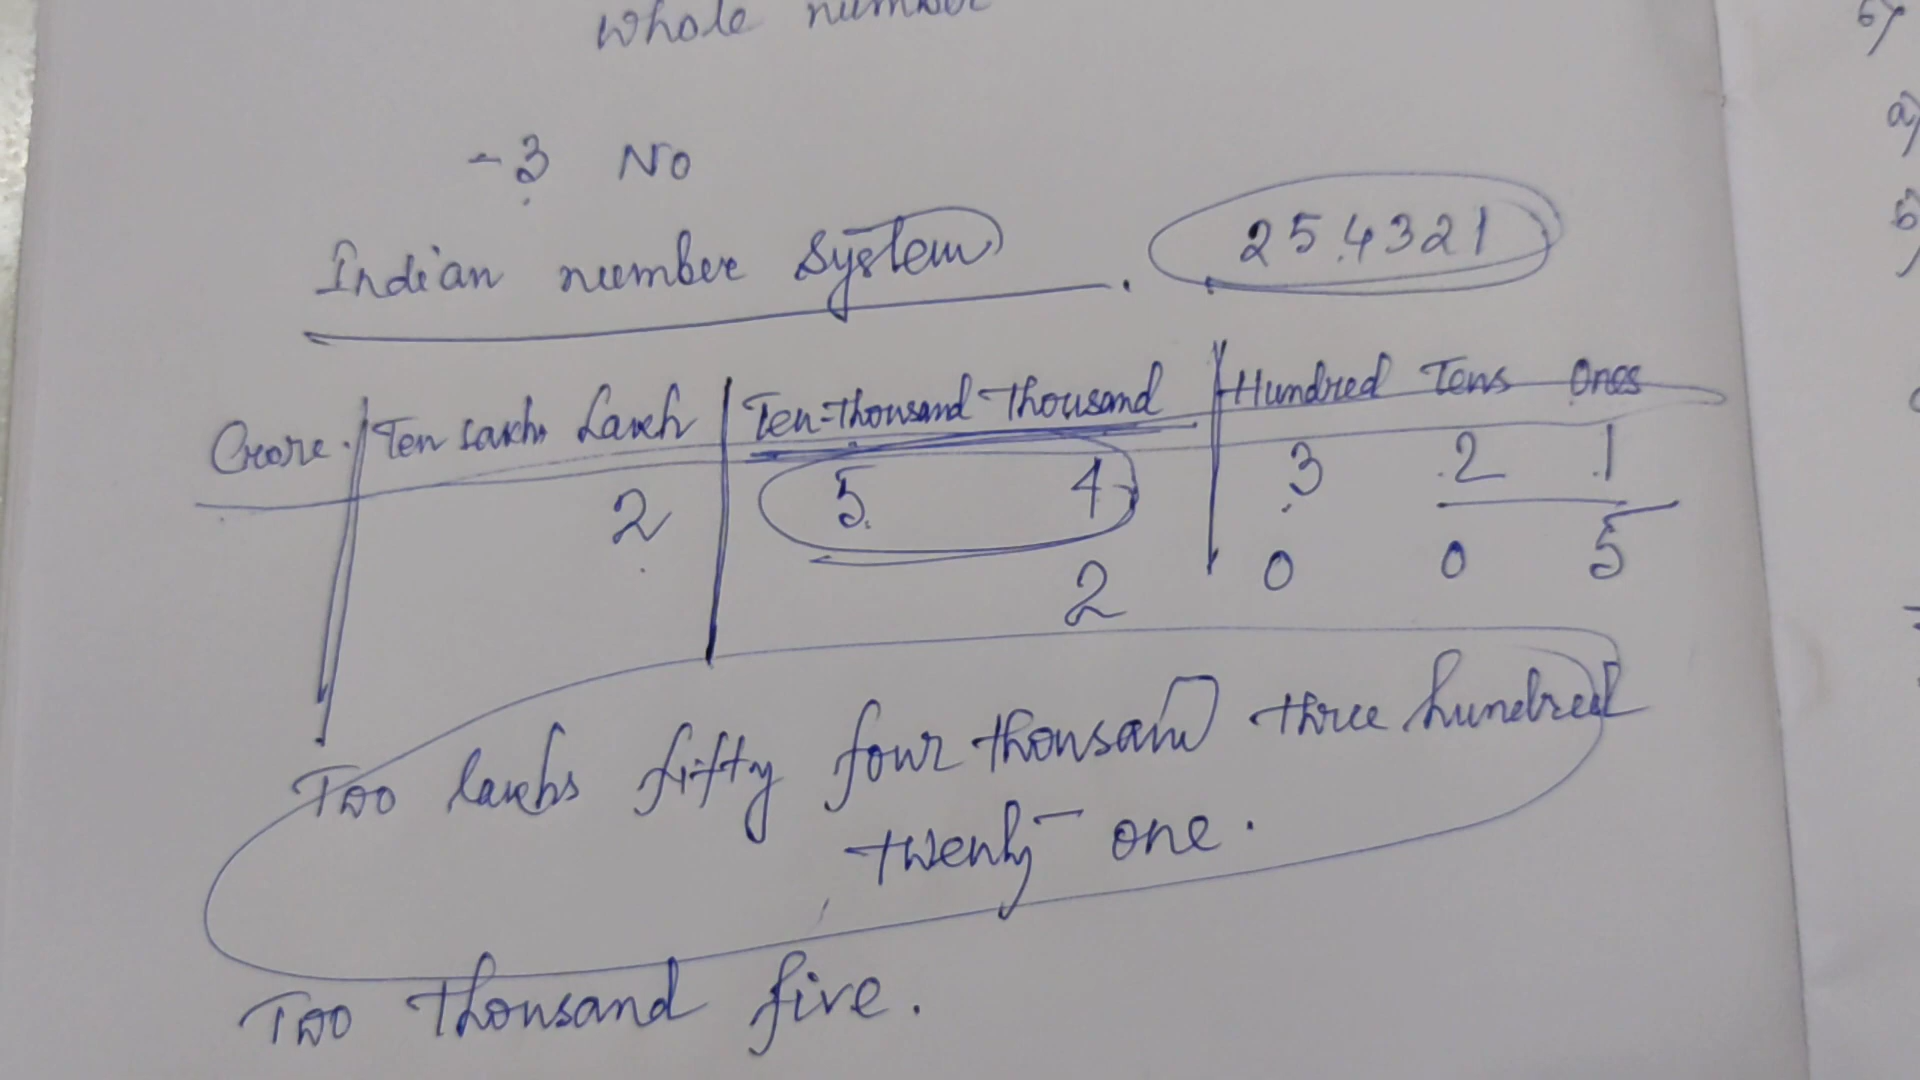 whole number
-3 No
Indian number System. 254321
Crore. Ten Lakhs Lakh Ten-Thousand Thousand Hundred Tens Ones
2 5 4 3 2 1
2 0 0 5
Two lakhs fifty four thousand three hundred
twenty one.
Two thousand five.